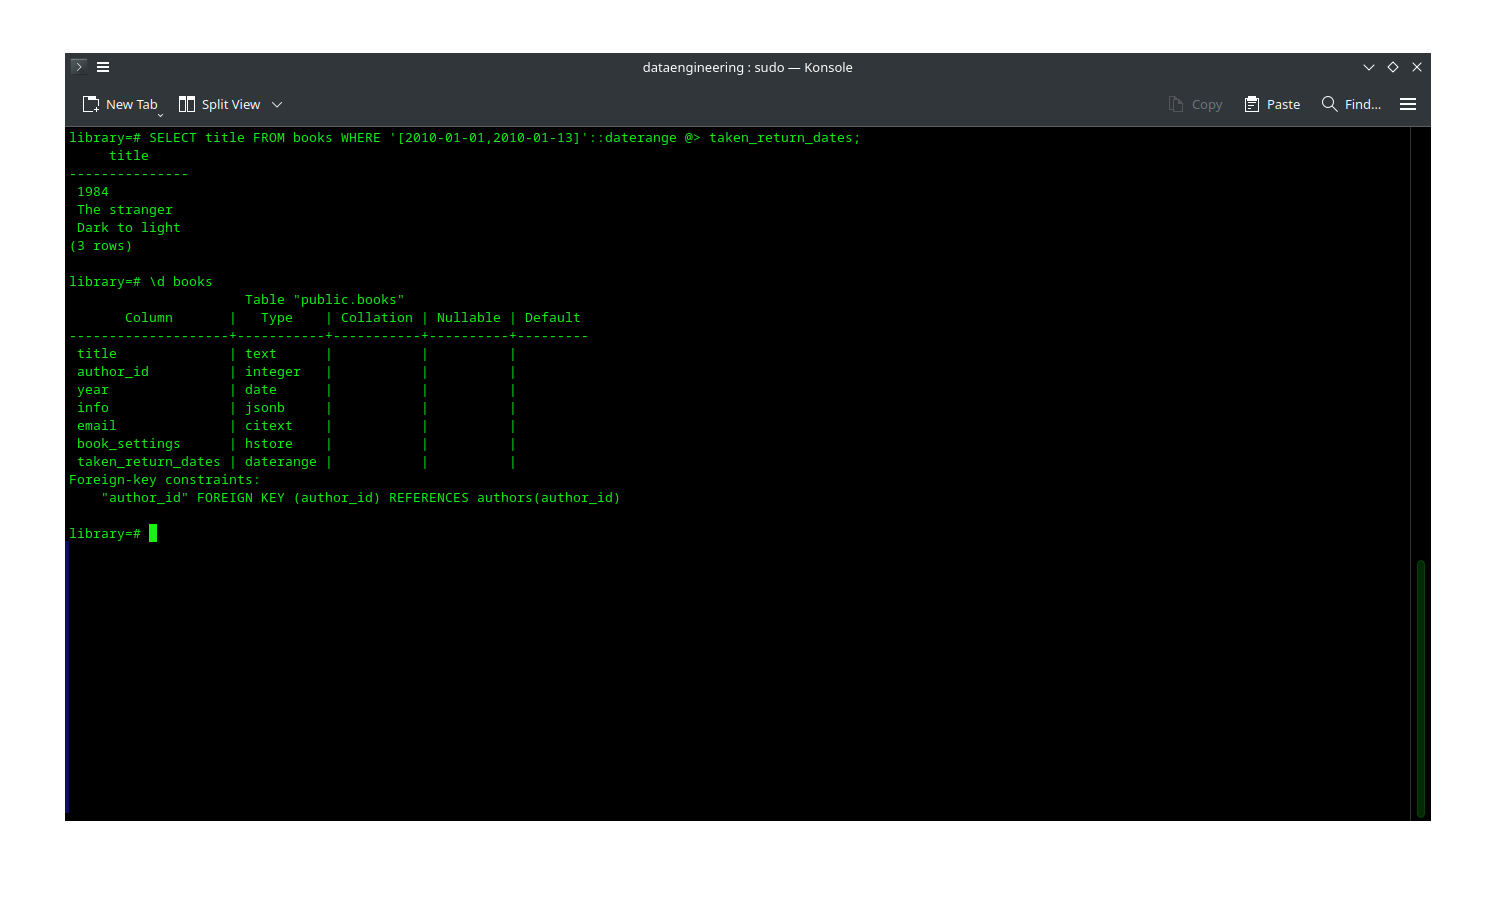 dataengineering : sudo — Konsole
New Tab Split View Copy Paste Find...
library=# SELECT title FROM books WHERE '[2010-01-01,2010-01-13]'::daterange @> taken_return_dates;
     title
---------------
 1984
 The stranger
 Dark to light
(3 rows)
library=# \d books
                      Table "public.books"
       Column       |   Type    | Collation | Nullable | Default
--------------------+-----------+-----------+----------+---------
 title              | text      |           |          |
 author_id          | integer   |           |          |
 year               | date      |           |          |
 info               | jsonb     |           |          |
 email              | citext    |           |          |
 book_settings      | hstore    |           |          |
 taken_return_dates | daterange |           |          |
Foreign-key constraints:
    "author_id" FOREIGN KEY (author_id) REFERENCES authors(author_id)
library=#